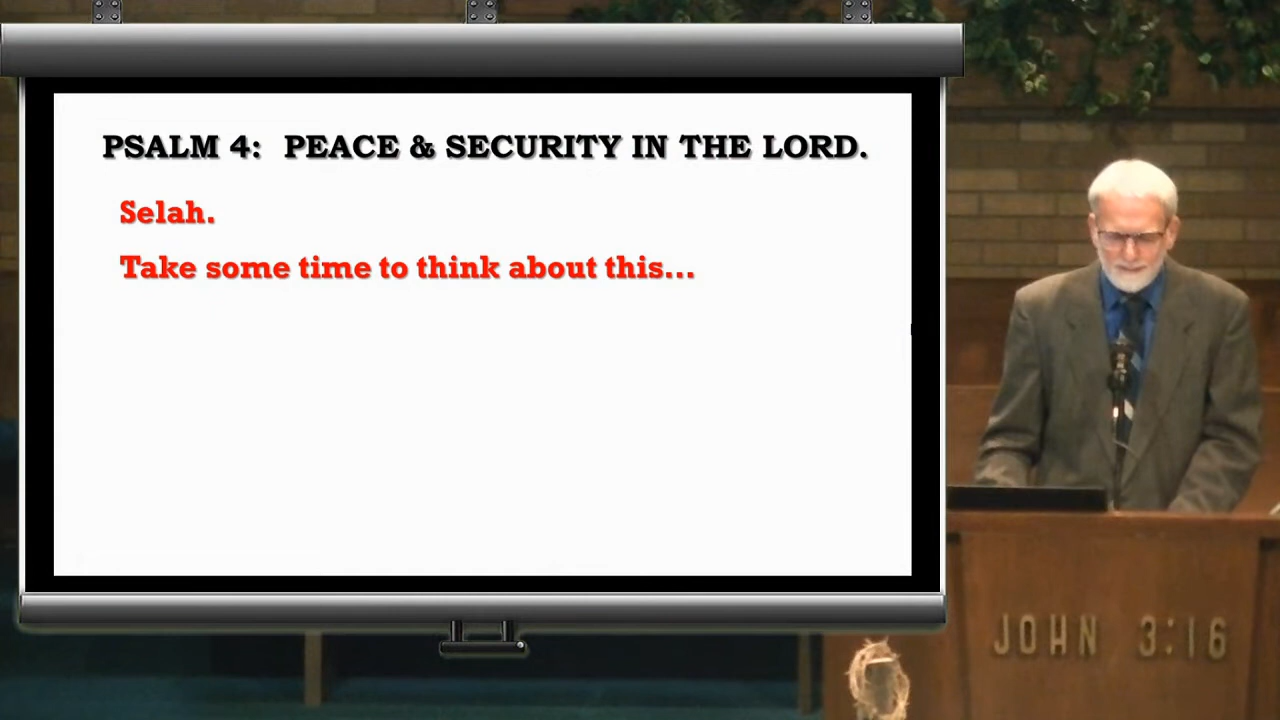 PSALM 4: PEACE & SECURITY IN THE LORD.
Selah.
Take some time to think about this...
JOHN 3:16